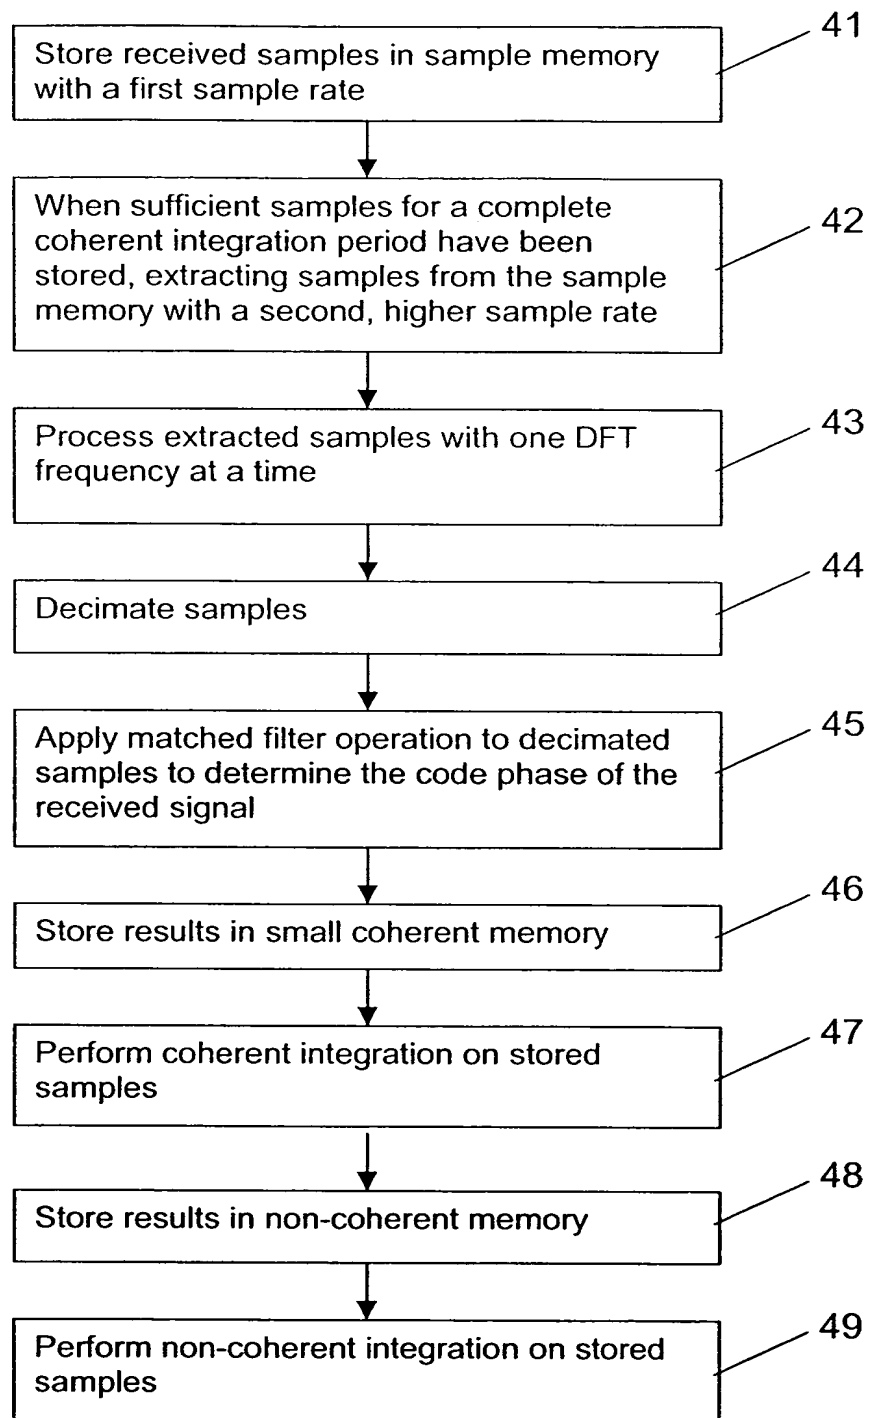 41
Store received samples in sample memory
with a first sample rate
42
When sufficient samples for a complete
coherent integration period have been
stored, extracting samples from the sample
memory with a second, higher sample rate
43
Process extracted samples with one DFT
frequency at a time
44
Decimate samples
45
Apply matched filter operation to decimated
samples to determine the code phase of the
received signal
46
Store results in small coherent memory
47
Perform coherent integration on stored
samples
48
Store results in non-coherent memory
49
Perform non-coherent integration on stored
samples